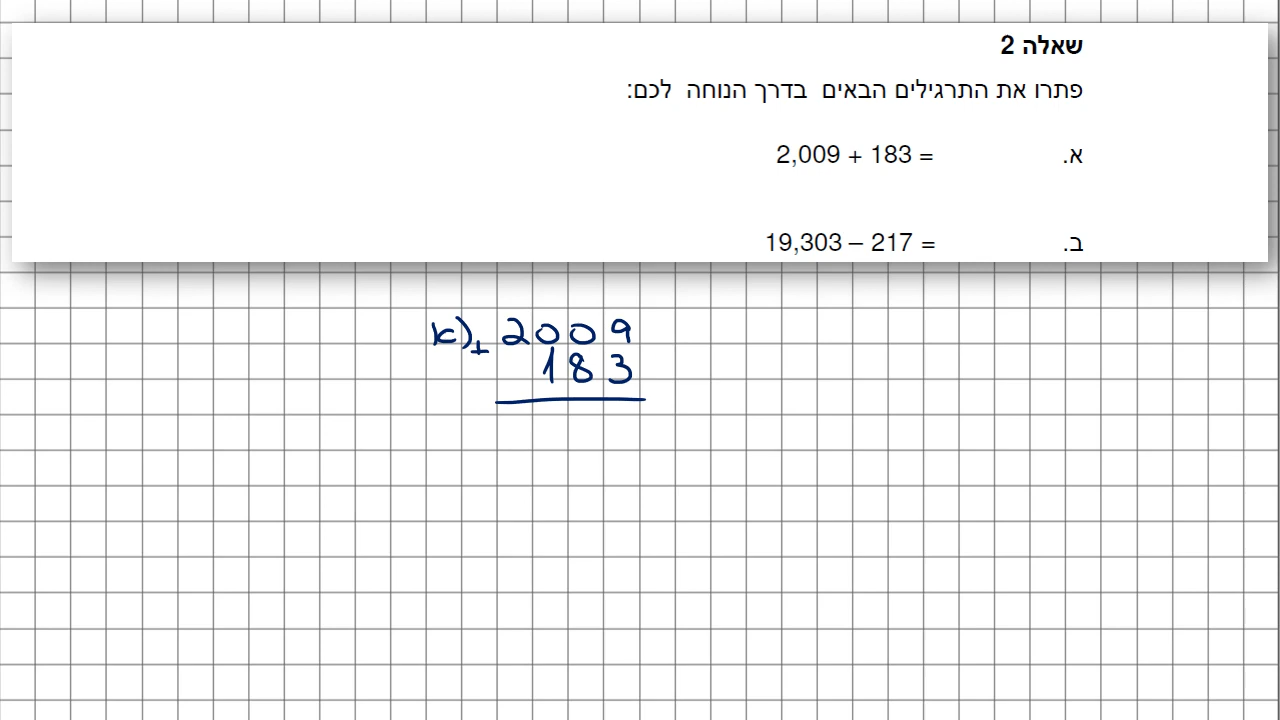 שאלה 2
פתרו את התרגילים הבאים בדרך הנוחה לכם:
א. 2,009 + 183 =
ב. 19,303 – 217 =
א) + 2009
183